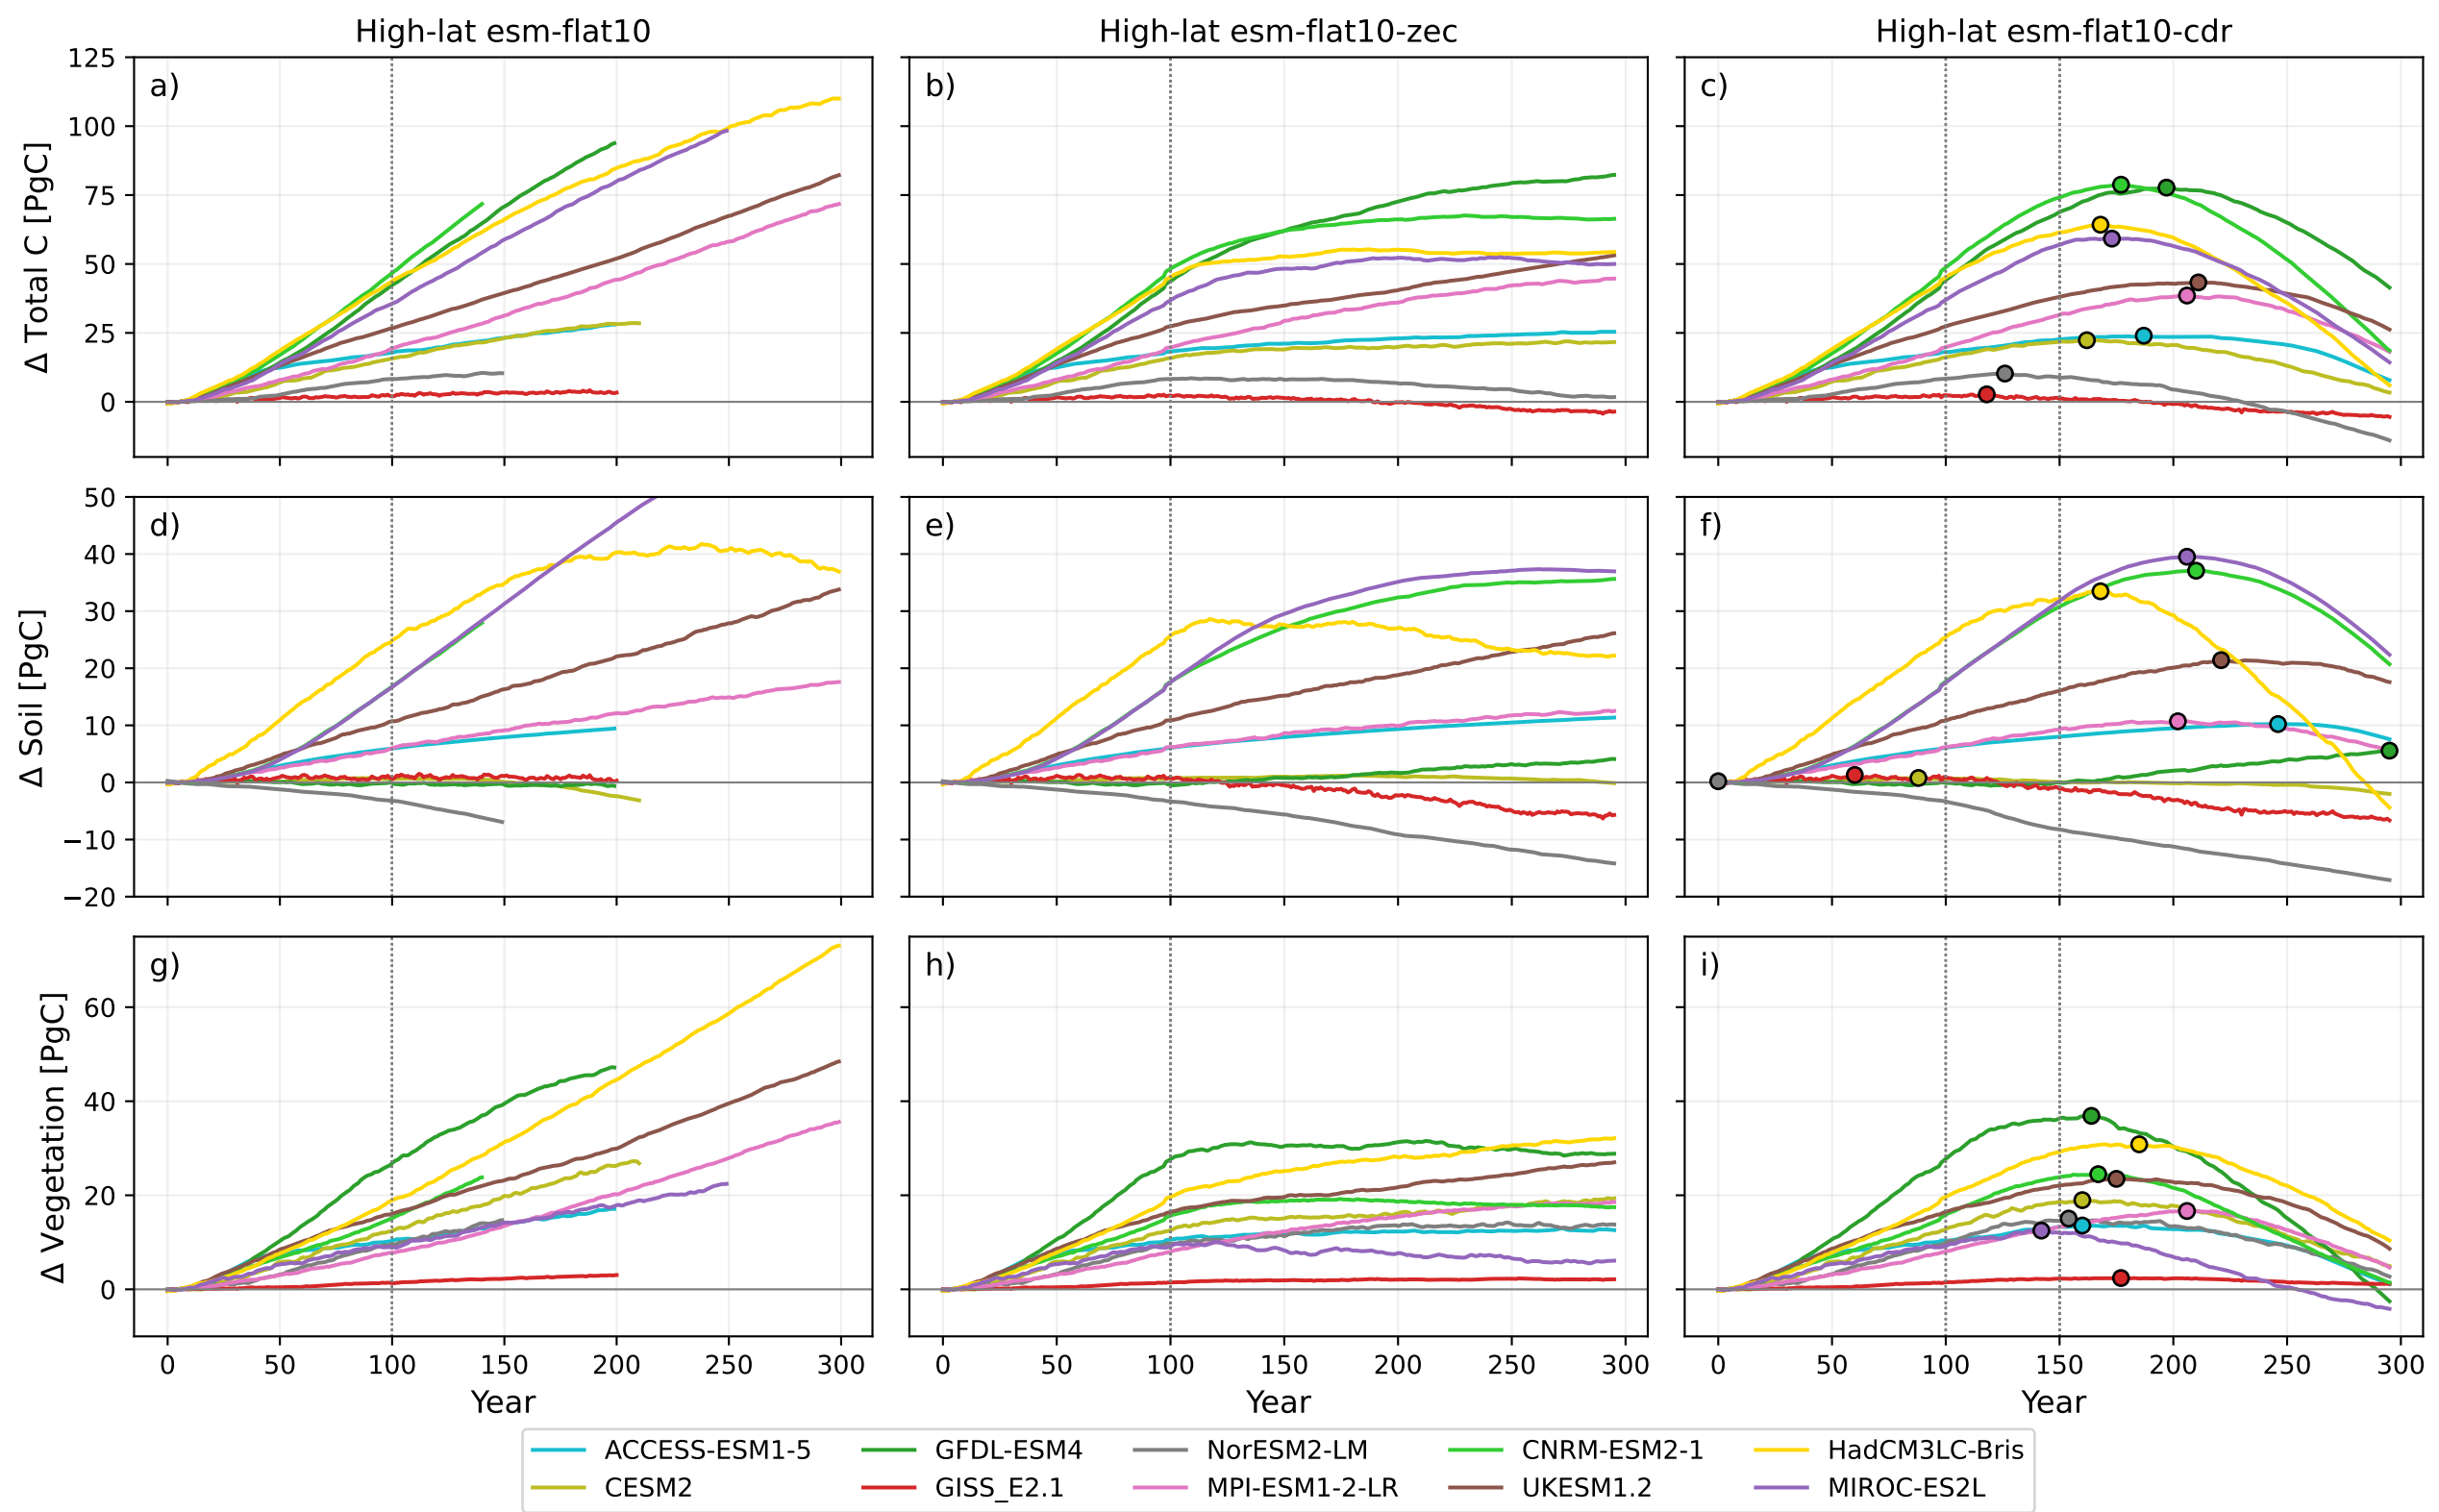 High-lat esm-flat10 High-lat esm-flat10-zec High-lat esm-flat10-cdr
a) b) c)
Δ Total C [PgC]
125
100
75
50
25
0
d) e) f)
Δ Soil [PgC]
50
40
30
20
10
0
−10
−20
g) h) i)
Δ Vegetation [PgC]
60
40
20
0
0 50 100 150 200 250 300 0 50 100 150 200 250 300 0 50 100 150 200 250 300
Year Year Year
ACCESS-ESM1-5 GFDL-ESM4 NorESM2-LM CNRM-ESM2-1 HadCM3LC-Bris
CESM2 GISS_E2.1 MPI-ESM1-2-LR UKESM1.2 MIROC-ES2L